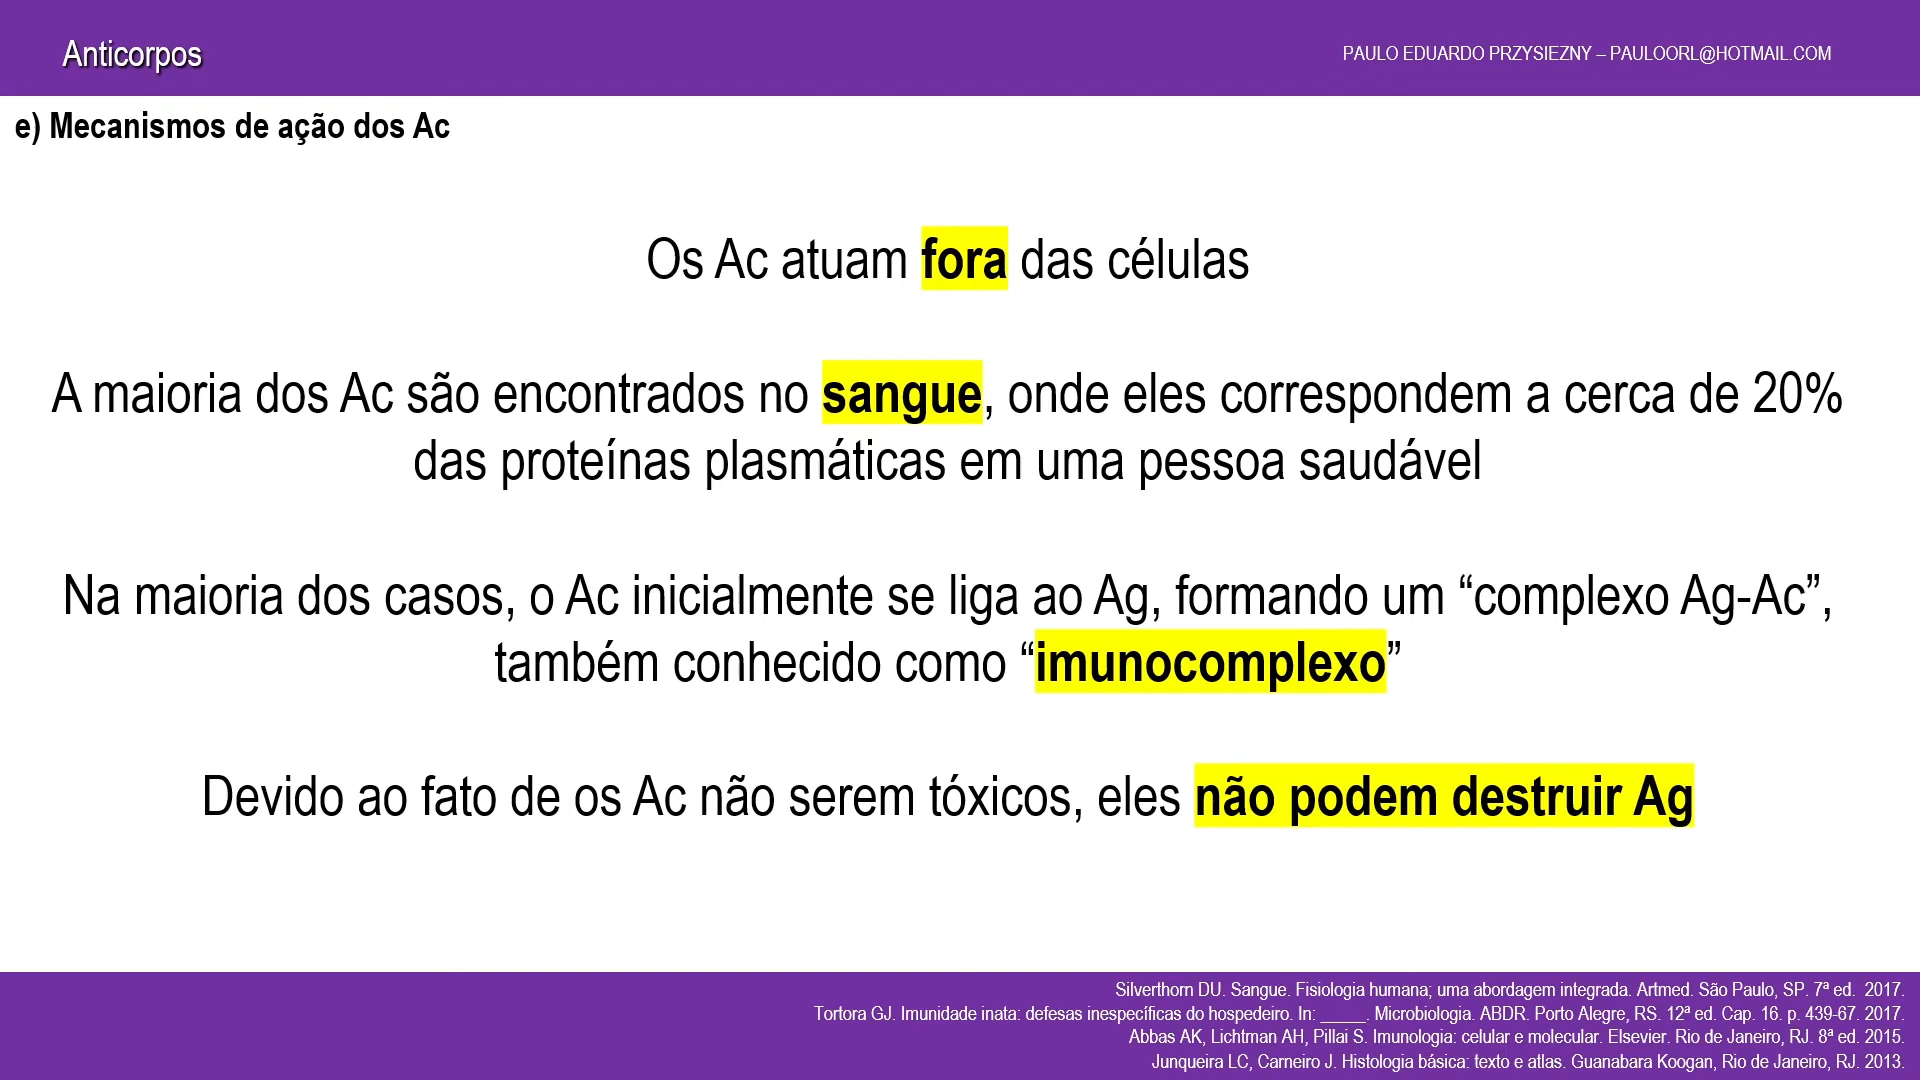 Anticorpos
PAULO EDUARDO PRZYSIEZNY – PAULOORL@HOTMAIL.COM
e) Mecanismos de ação dos Ac
Os Ac atuam fora das células
A maioria dos Ac são encontrados no sangue, onde eles correspondem a cerca de 20%
das proteínas plasmáticas em uma pessoa saudável
Na maioria dos casos, o Ac inicialmente se liga ao Ag, formando um “complexo Ag-Ac”,
também conhecido como “imunocomplexo”
Devido ao fato de os Ac não serem tóxicos, eles não podem destruir Ag
Silverthorn DU. Sangue. Fisiologia humana; uma abordagem integrada. Artmed. São Paulo, SP. 7ª ed. 2017.
Tortora GJ. Imunidade inata: defesas inespecíficas do hospedeiro. In: _____. Microbiologia. ABDR. Porto Alegre, RS. 12ª ed. Cap. 16. p. 439-67. 2017.
Abbas AK, Lichtman AH, Pillai S. Imunologia: celular e molecular. Elsevier. Rio de Janeiro, RJ. 8ª ed. 2015.
Junqueira LC, Carneiro J. Histologia básica: texto e atlas. Guanabara Koogan, Rio de Janeiro, RJ. 2013.